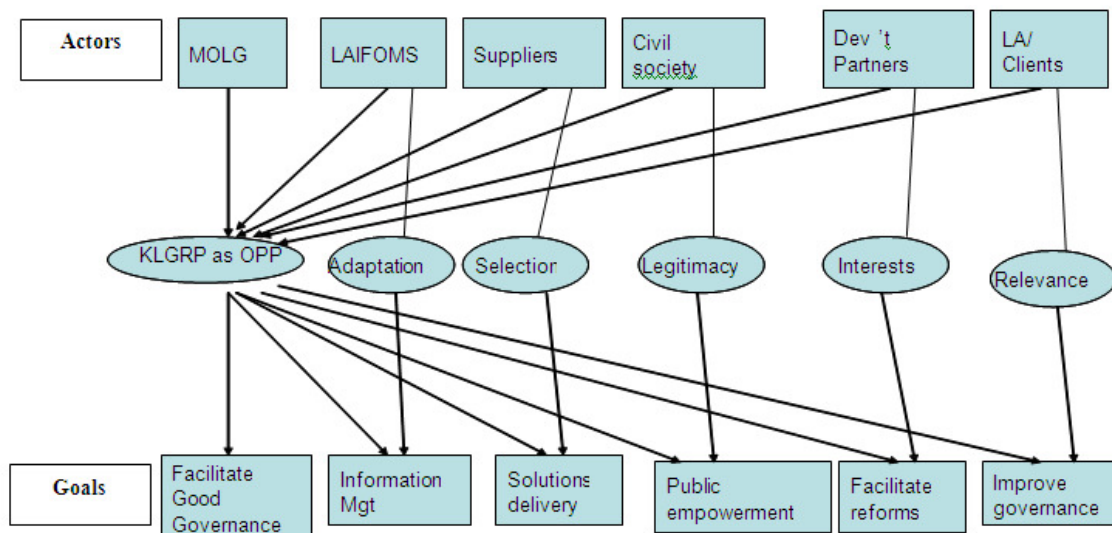 Actors
MOLG
LAIFOMS
Suppliers
Civil
society
Dev 't
Partners
LA/
Clients
KLGRP as OPP
Adaptation
Selection
Legitimacy
Interests
Relevance
Goals
Facilitate
Good
Governance
Information
Mgt
Solutions
delivery
Public
empowerment
Facilitate
reforms
Improve
governance